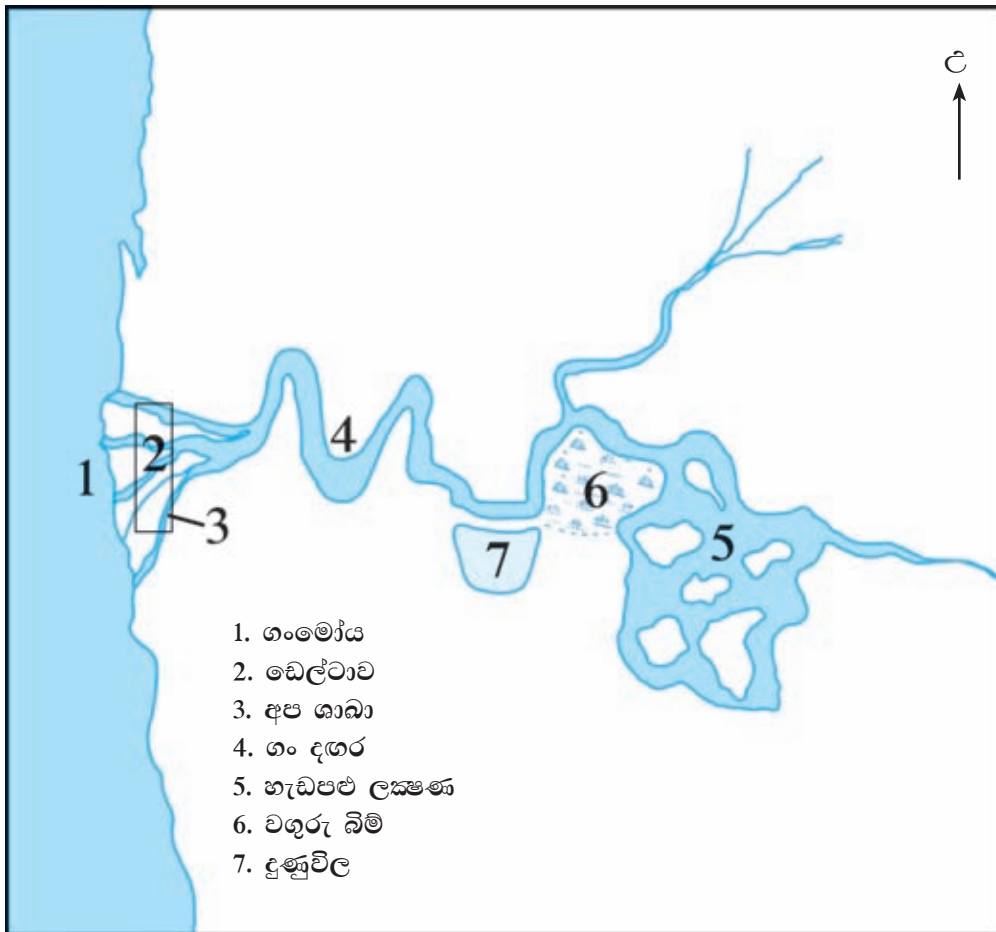 උ
1
2
3
4
5
6
7
1. ගංමෝය
2. ඩෙල්ටාව
3. අප ශාඛා
4. ගං දඟර
5. හැඩපළු ලක්‍ෂණ
6. වගුරු බිම්
7. දුණුවිල